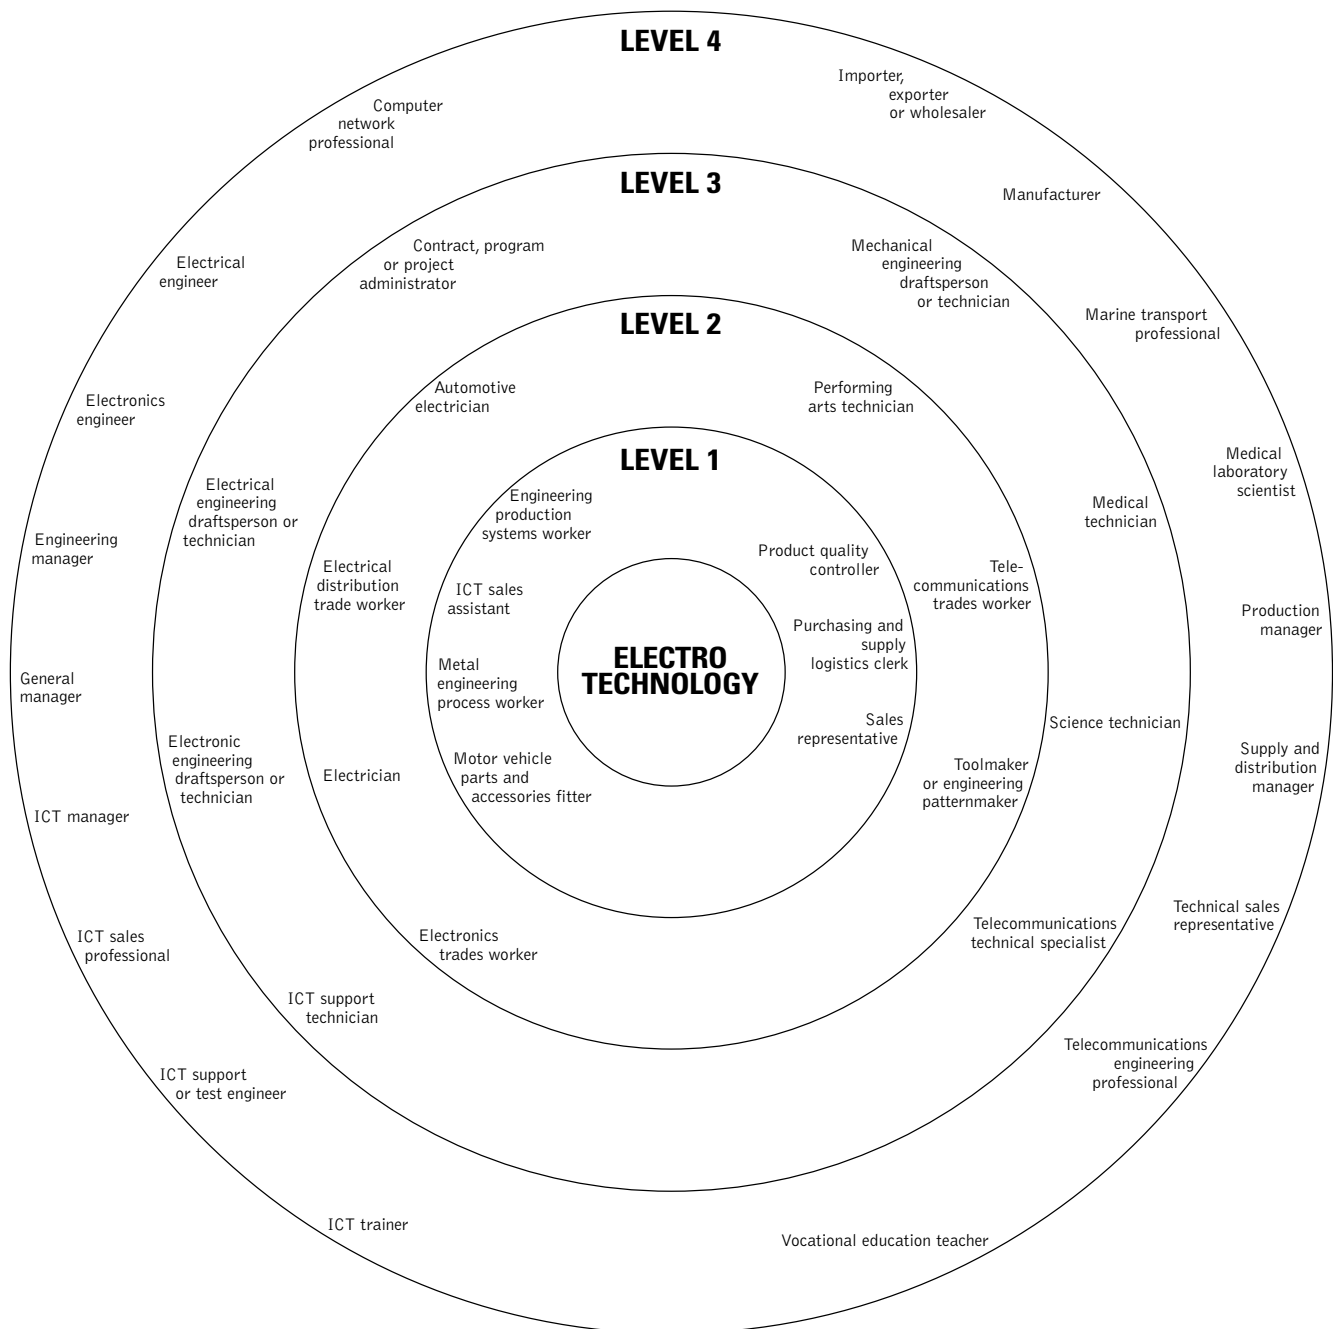 LEVEL 4
Computer
network
professional
Electrical
engineer
Electronics
engineer
Engineering
manager
General
manager
ICT manager
ICT sales
professional
ICT support
or test engineer
ICT trainer
Importer,
exporter
or wholesaler
Manufacturer
Marine transport
professional
Medical
laboratory
scientist
Production
manager
Supply and
distribution
manager
Technical sales
representative
Telecommunications
engineering
professional
Vocational education teacher
LEVEL 3
Contract, program
or project
administrator
Electrical
engineering
draftsperson or
technician
Electronic
engineering
draftsperson or
technician
ICT support
technician
Mechanical
engineering
draftsperson
or technician
Medical
technician
Science technician
Telecommunications
technical specialist
LEVEL 2
Automotive
electrician
Electrical
distribution
trade worker
Electrician
Electronics
trades worker
Performing
arts technician
Tele-
communications
trades worker
Toolmaker
or engineering
patternmaker
LEVEL 1
Engineering
production
systems worker
ICT sales
assistant
Metal
engineering
process worker
Motor vehicle
parts and
accessories fitter
Product quality
controller
Purchasing and
supply
logistics clerk
Sales
representative
ELECTRO
TECHNOLOGY